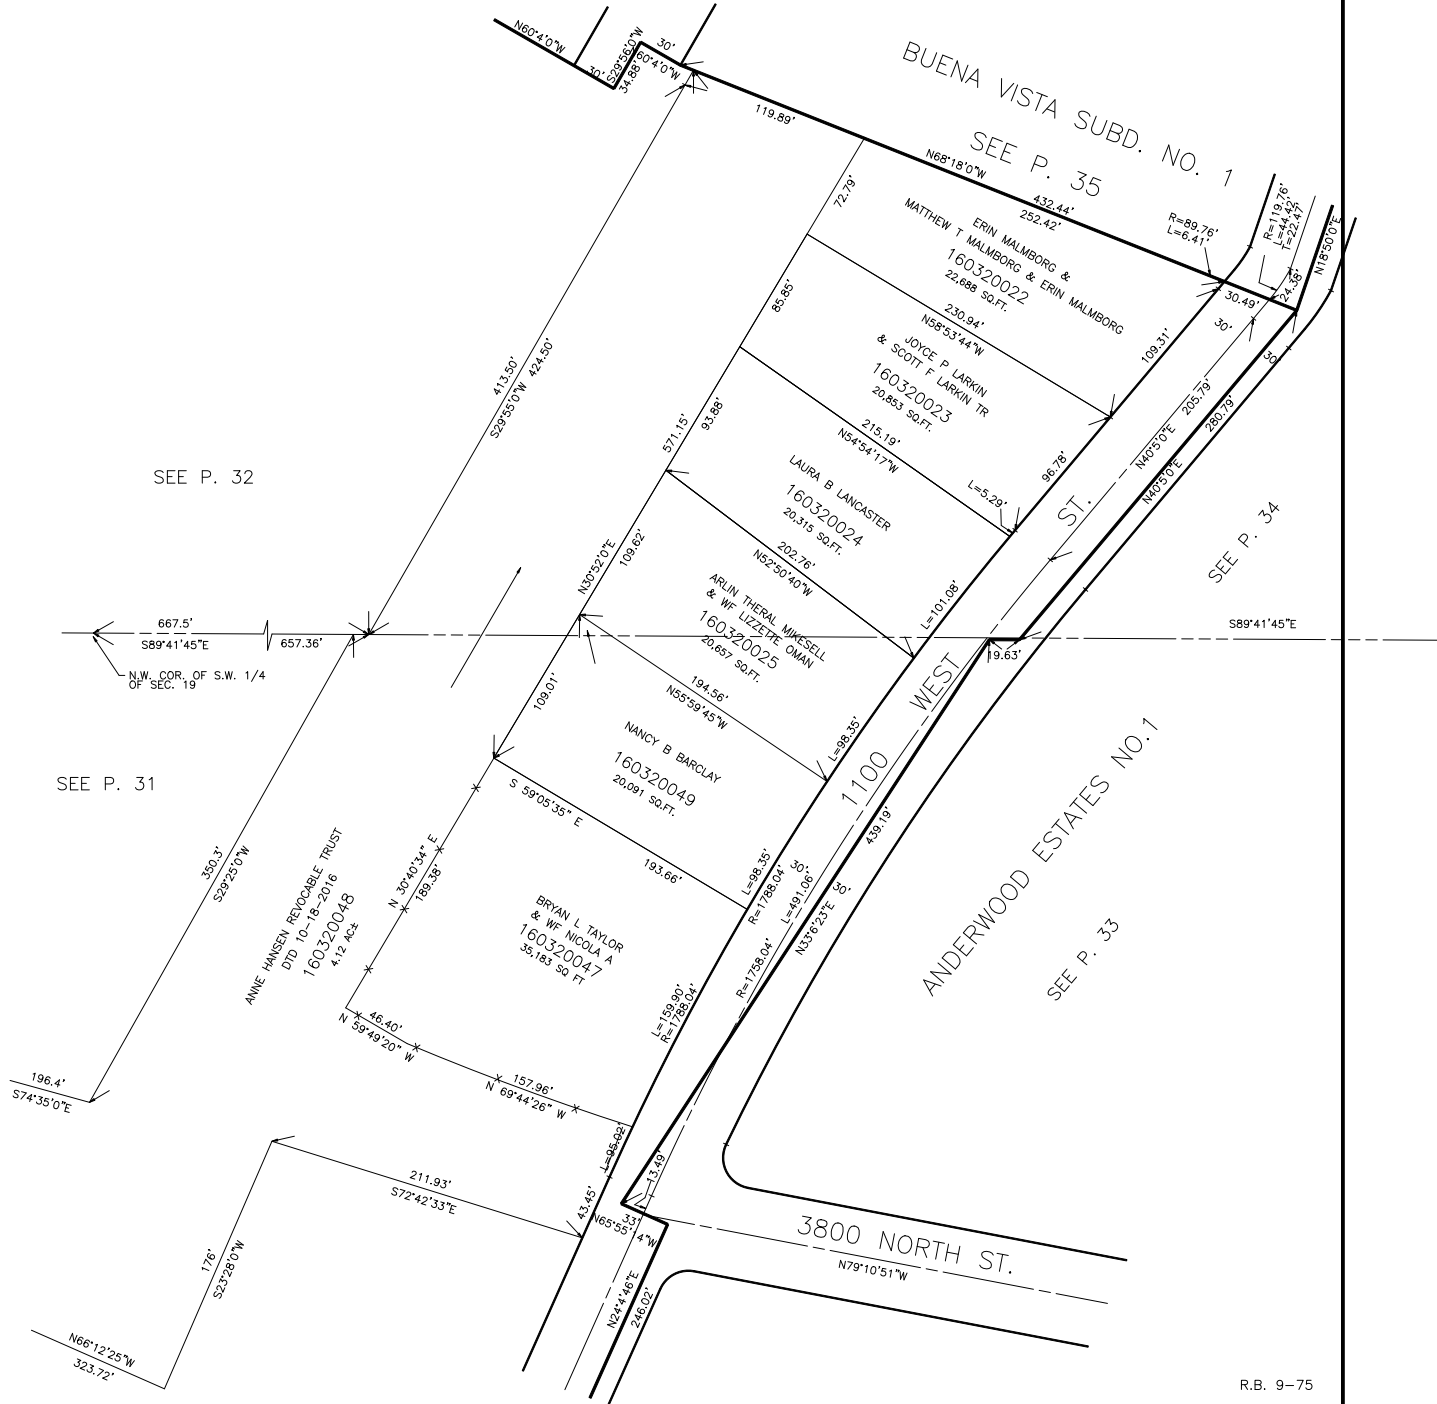 N60°4'0"W
30'
S29°56'0"W
34.88'
30'
60°4'0"W
119.89'
BUENA VISTA SUBD. NO. 1
SEE P. 35
N68°18'0"W
432.44'
252.42'
R=89.76'
L=6.41'
R=119.76'
L=44.42'
T=22.47'
N18°50'0"E
24.38'
30.49'
30'
30'
72.79'
ERIN MALMBORG &
MATTHEW T MALMBORG & ERIN MALMBORG
160320022
22,688 SQ.FT.
230.94'
N58°53'44"W
109.31'
85.85'
JOYCE P LARKIN
& SCOTT F LARKIN TR
160320023
20,853 SQ.FT.
215.19'
N54°54'17"W
L=5.29'
96.78'
N40°5'0"E 205.79'
280.79'
N40°5'0"E
413.50'
S29°55'0"W 424.50'
571.15'
93.88'
LAURA B LANCASTER
160320024
20,315 SQ.FT.
202.76'
N52°50'40"W
L=101.08'
SEE P. 32
SEE P. 34
N30°52'0"E
109.62'
ARLIN THERAL MIKESELL
& WF LIZZETTE OMAN
160320025
20,657 SQ.FT.
194.56'
N55°59'45"W
L=98.35'
667.5'
S89°41'45"E
657.36'
N.W. COR. OF S.W. 1/4
OF SEC. 19
S89°41'45"E
19.63'
1100 WEST ST.
109.01'
NANCY B BARCLAY
160320049
20,091 SQ.FT.
S 59°05'35" E
193.66'
L=98.35'
R=1788.04'
30'
L=491.06'
30'
439.19'
N33°6'23"E
R=1758.04'
SEE P. 31
350.3'
S29°25'0"W
ANNE HANSEN REVOCABLE TRUST
DTD 10-18-2016
160320048
4.12 AC±
N 30°40'34" E
189.38'
BRYAN L TAYLOR
& WF NICOLA A
160320047
35,183 SQ FT
L=159.90'
R=1788.04'
46.40'
N 59°49'20" W
157.96'
N 69°44'26" W
ANDERWOOD ESTATES NO.1
SEE P. 33
196.4'
S74°35'0"E
L=95.02'
43.45'
13.49'
33'
N65°55'14"W
211.93'
S72°42'33"E
176'
S23°28'0"W
3800 NORTH ST.
N79°10'51"W
N24°4'46"E
246.02'
N66°12'25"W
323.72'
R.B. 9-75